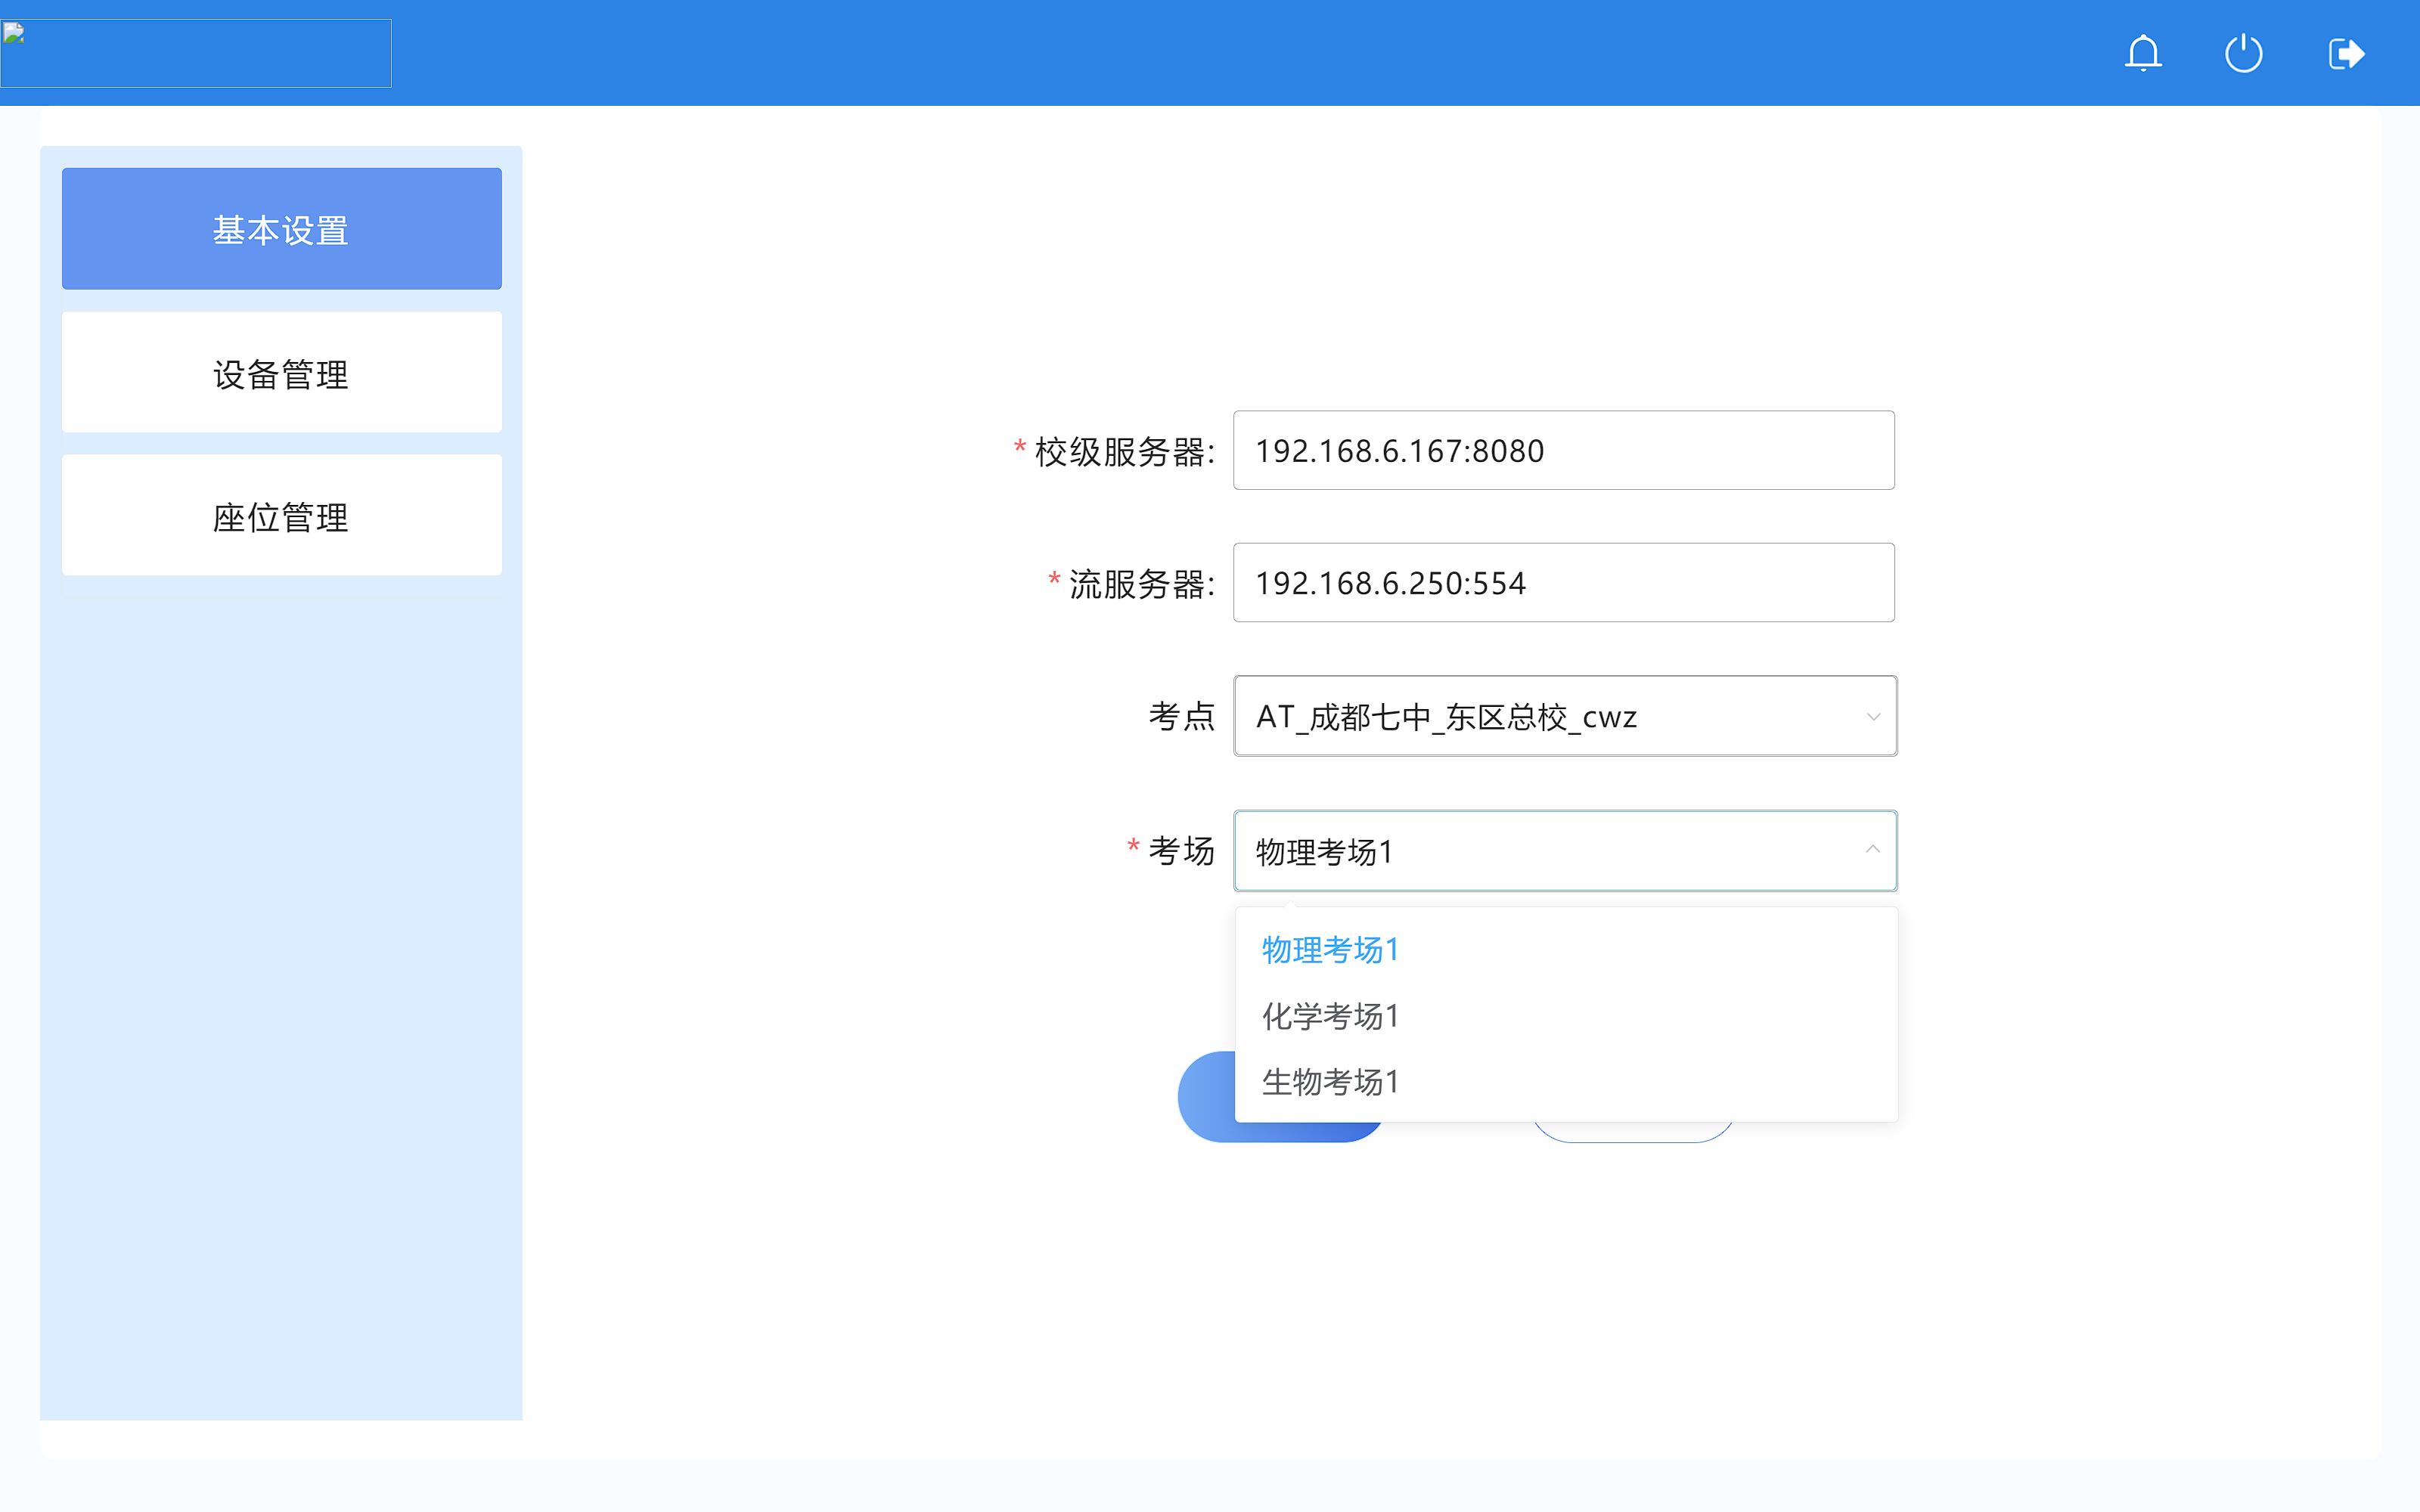 基本设置
设备管理
座位管理
* 校级服务器: 192.168.6.167:8080
* 流服务器: 192.168.6.250:554
考点 AT_成都七中_东区总校_cwz
* 考场 物理考场1
物理考场1
化学考场1
生物考场1